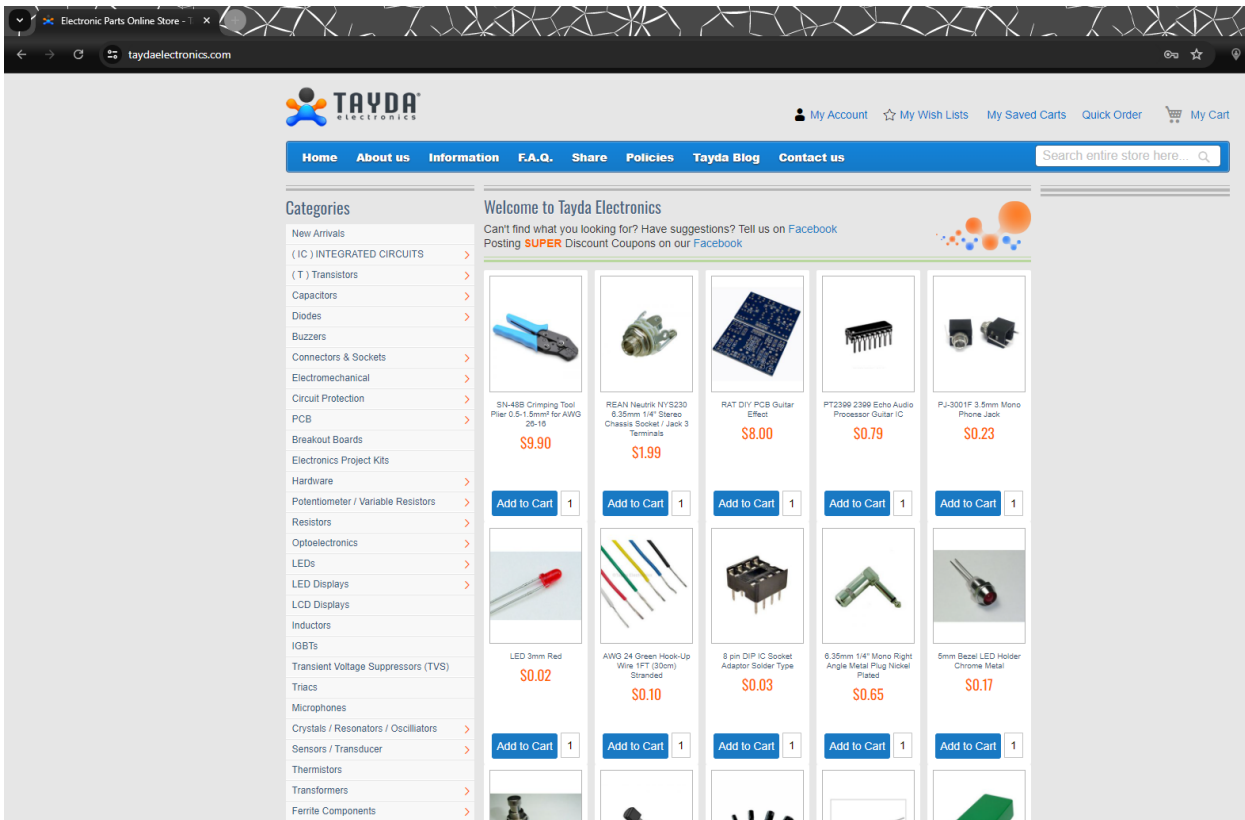 Electronic Parts Online Store - T
taydaelectronics.com
TAYDA®
electronics
My Account
My Wish Lists
My Saved Carts
Quick Order
My Cart
Home
About us
Information
F.A.Q.
Share
Policies
Tayda Blog
Contact us
Search entire store here...
Categories
New Arrivals
( IC ) INTEGRATED CIRCUITS
( T ) Transistors
Capacitors
Diodes
Buzzers
Connectors & Sockets
Electromechanical
Circuit Protection
PCB
Breakout Boards
Electronics Project Kits
Hardware
Potentiometer / Variable Resistors
Resistors
Optoelectronics
LEDs
LED Displays
LCD Displays
Inductors
IGBTs
Transient Voltage Suppressors (TVS)
Triacs
Microphones
Crystals / Resonators / Oscilliators
Sensors / Transducer
Thermistors
Transformers
Ferrite Components
Welcome to Tayda Electronics
Can't find what you looking for? Have suggestions? Tell us on Facebook
Posting SUPER Discount Coupons on our Facebook
SN-48B Crimping Tool
Plier 0.5-1.5mm² for AWG
26-16
$9.90
Add to Cart 1
REAN Neutrik NYS230
6.35mm 1/4" Stereo
Chassis Socket / Jack 3
Terminals
$1.99
Add to Cart 1
RAT DIY PCB Guitar
Effect
$8.00
Add to Cart 1
PT2399 2399 Echo Audio
Processor Guitar IC
$0.79
Add to Cart 1
PJ-3001F 3.5mm Mono
Phone Jack
$0.23
Add to Cart 1
LED 3mm Red
$0.02
Add to Cart 1
AWG 24 Green Hook-Up
Wire 1FT (30cm)
Stranded
$0.10
Add to Cart 1
8 pin DIP IC Socket
Adaptor Solder Type
$0.03
Add to Cart 1
6.35mm 1/4" Mono Right
Angle Metal Plug Nickel
Plated
$0.65
Add to Cart 1
5mm Bezel LED Holder
Chrome Metal
$0.17
Add to Cart 1